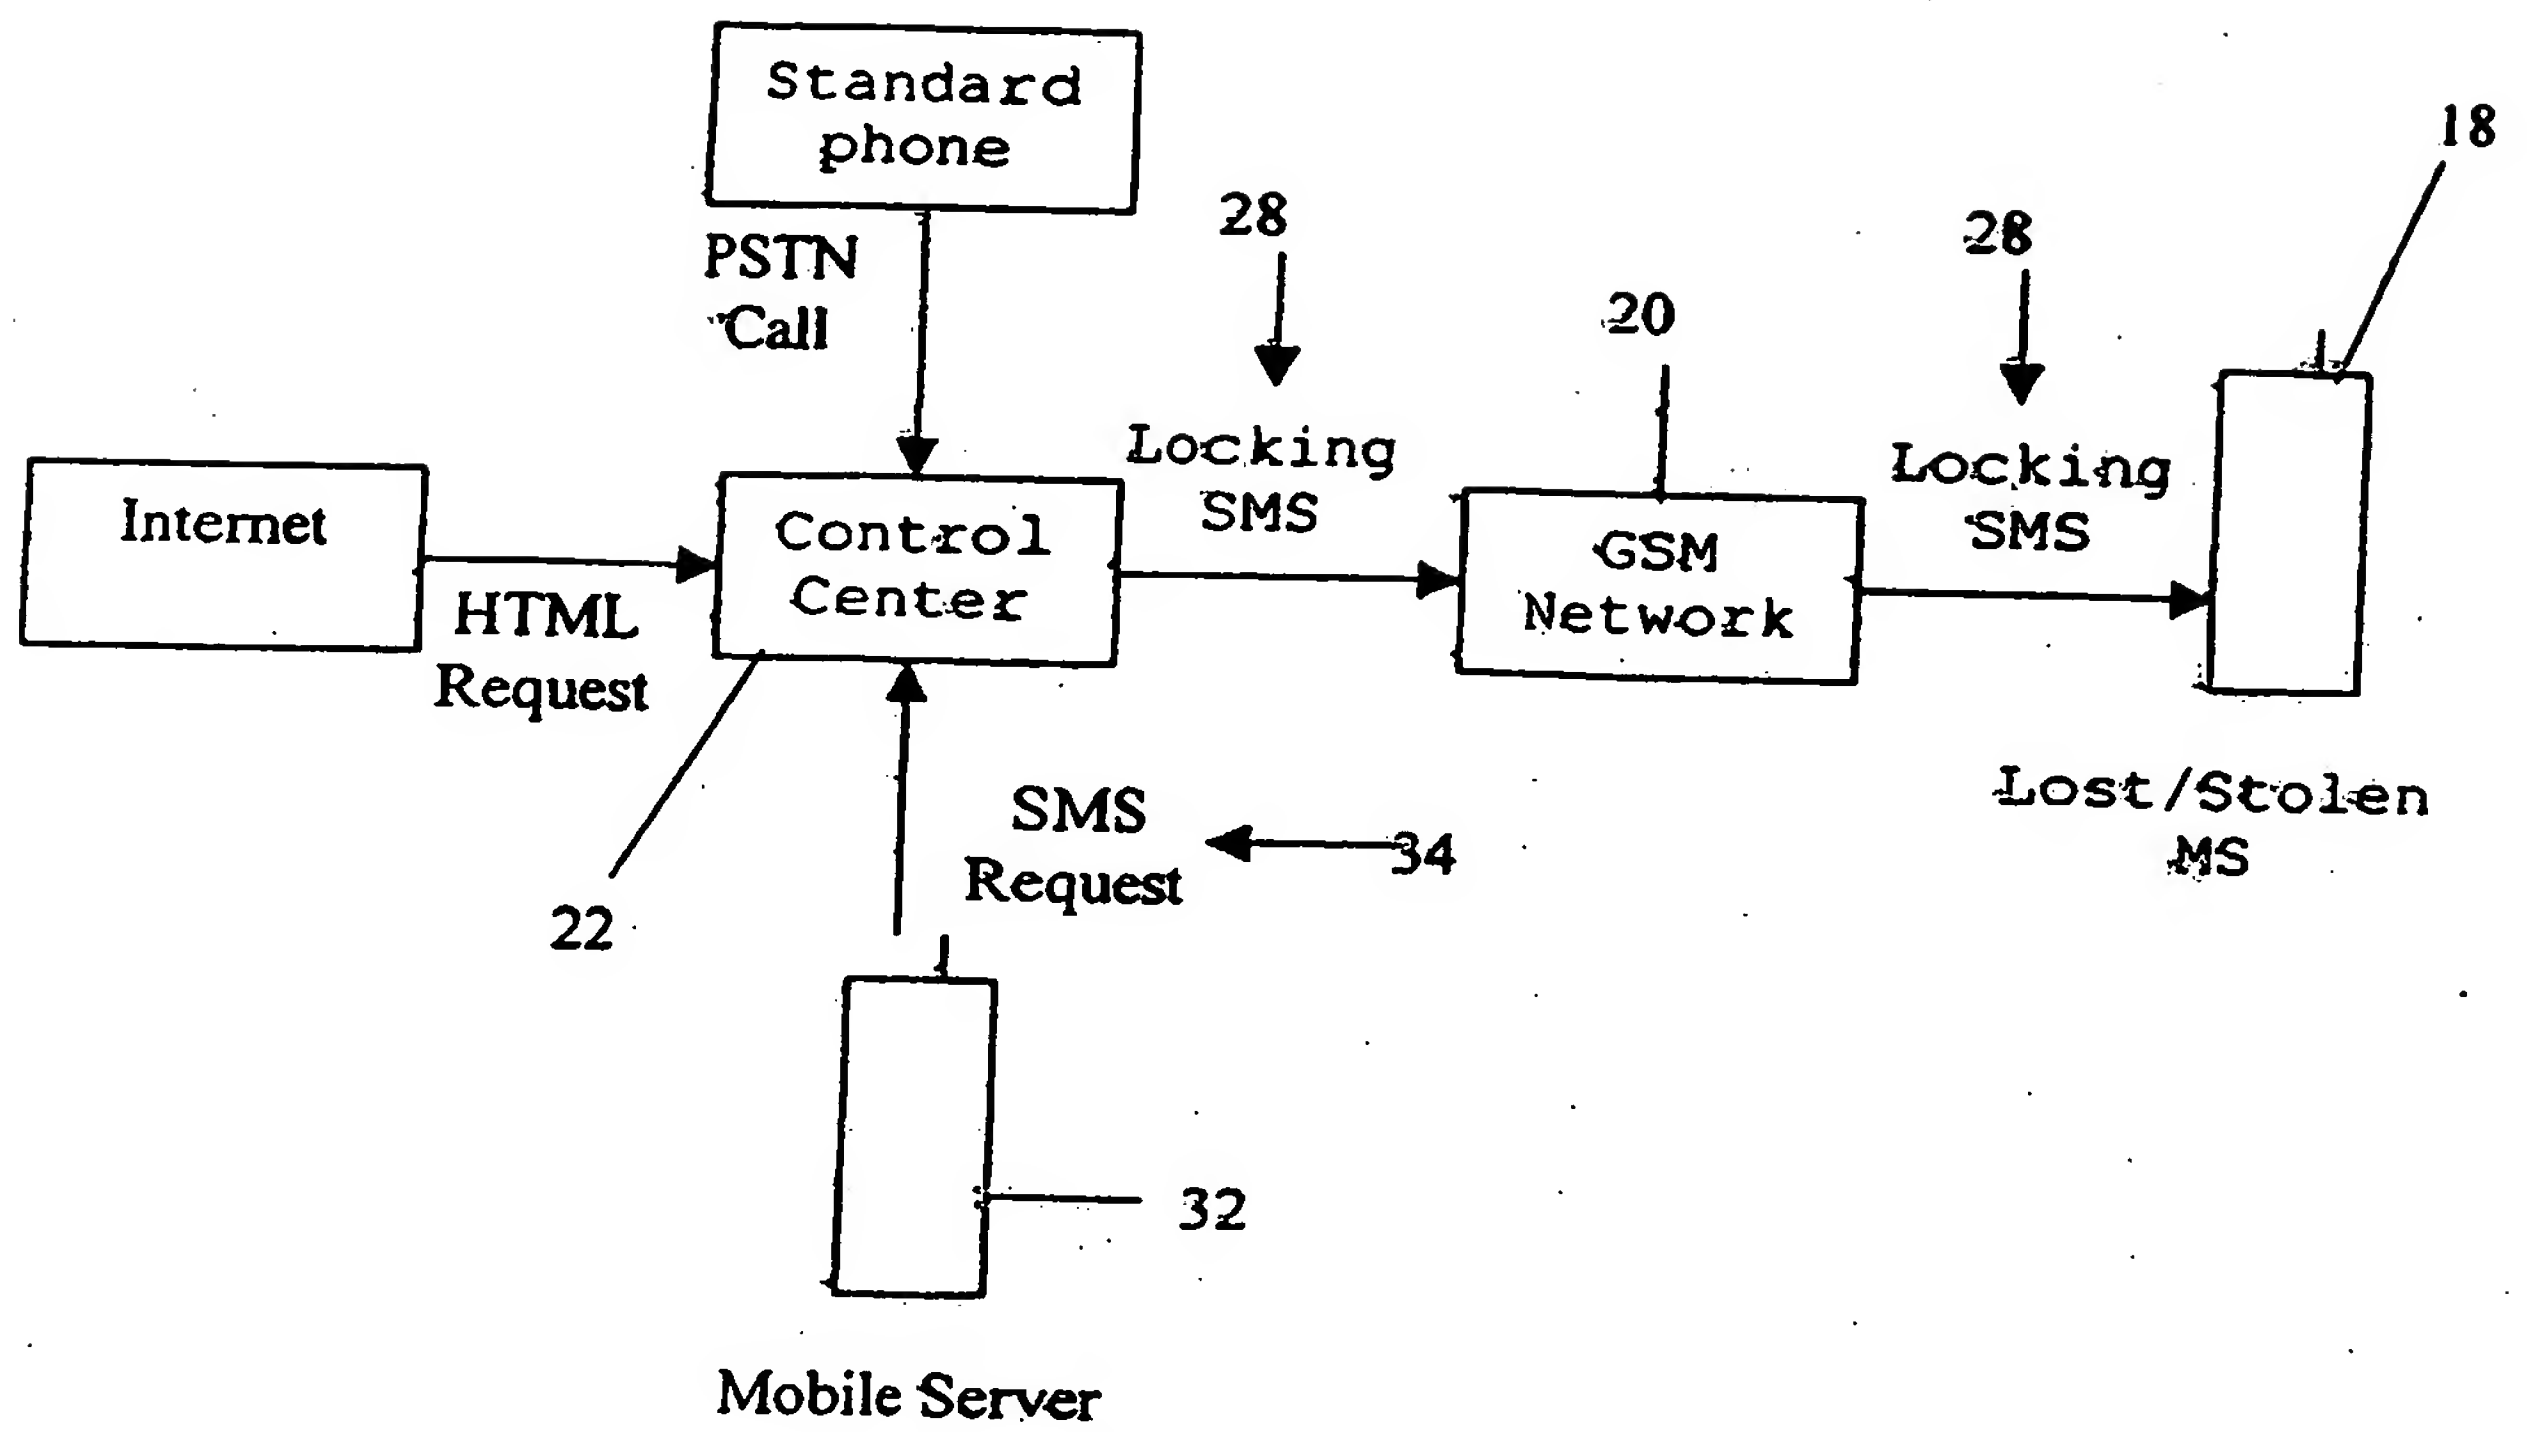 Standard
phone
18
28
28
PSTN
Call
20
Locking
SMS
Locking
SMS
Internet
Control
Center
GSM
Network
HTML
Request
Lost/Stolen
MS
SMS
Request
34
22
32
Mobile Server